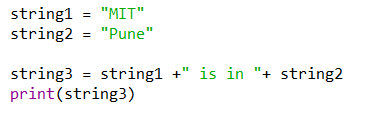 string1 = "MIT"
string2 = "Pune"
string3 = string1 +" is in "+ string2
print(string3)